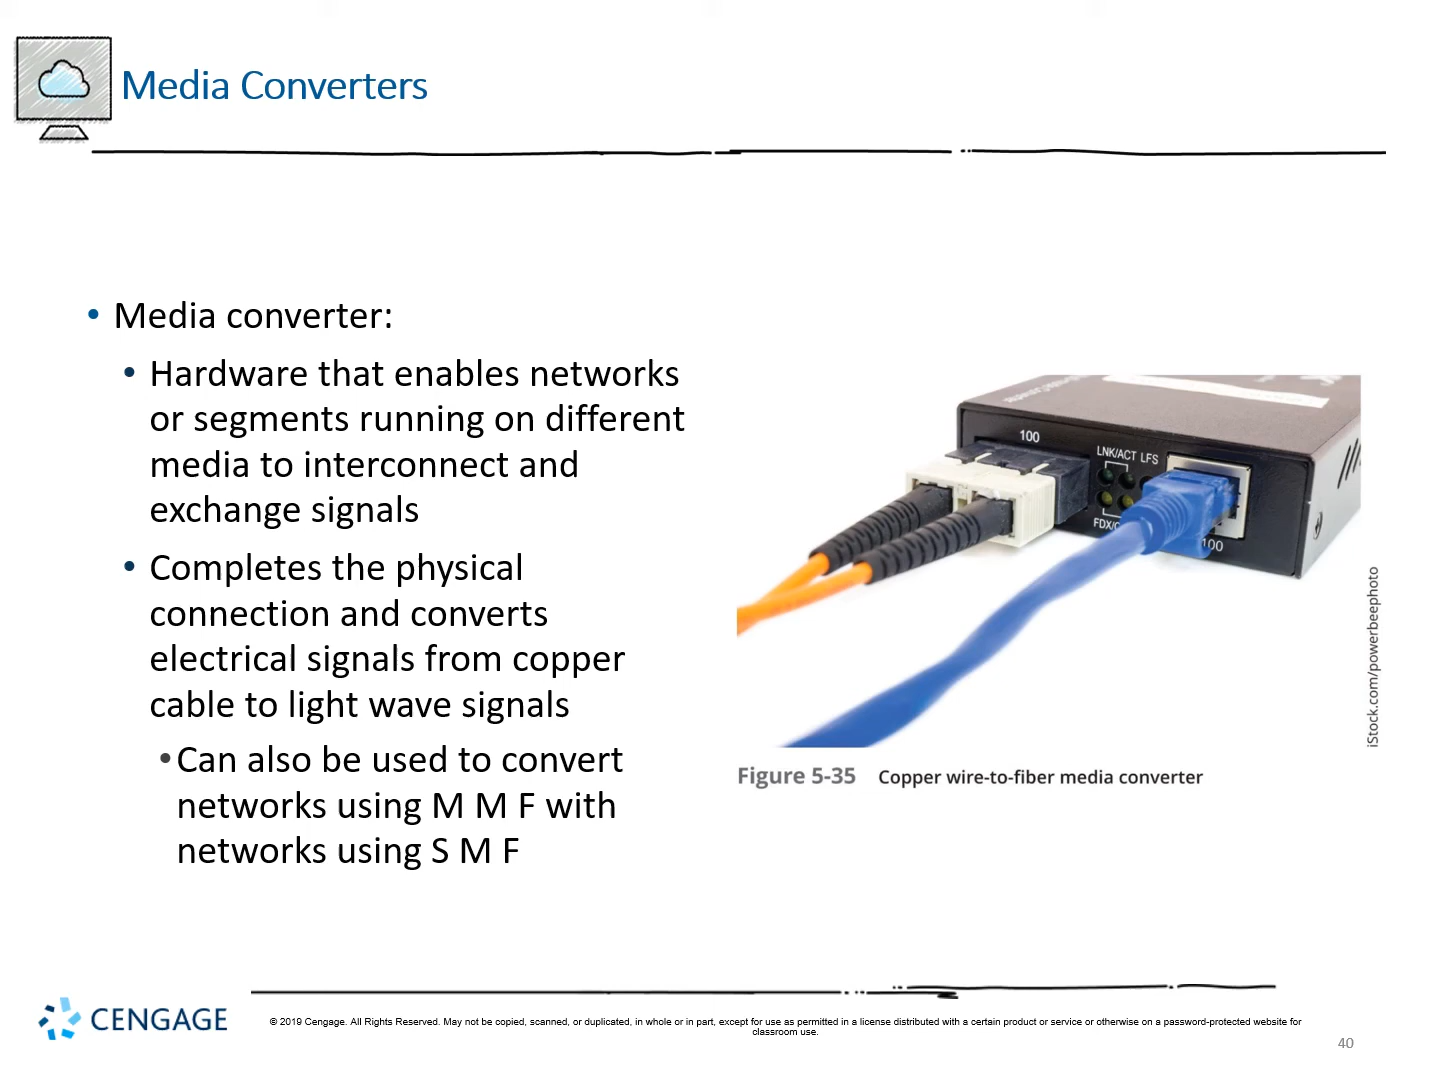 Media Converters
• Media converter:
• Hardware that enables networks
or segments running on different
media to interconnect and
exchange signals
• Completes the physical
connection and converts
electrical signals from copper
cable to light wave signals
• Can also be used to convert
networks using M M F with
networks using S M F
100
LNK/ACT LFS
100
iStock.com/powerbeephoto
Figure 5-35 Copper wire-to-fiber media converter
CENGAGE
© 2019 Cengage. All Rights Reserved. May not be copied, scanned, or duplicated, in whole or in part, except for use as permitted in a license distributed with a certain product or service or otherwise on a password-protected website for
classroom use.
40